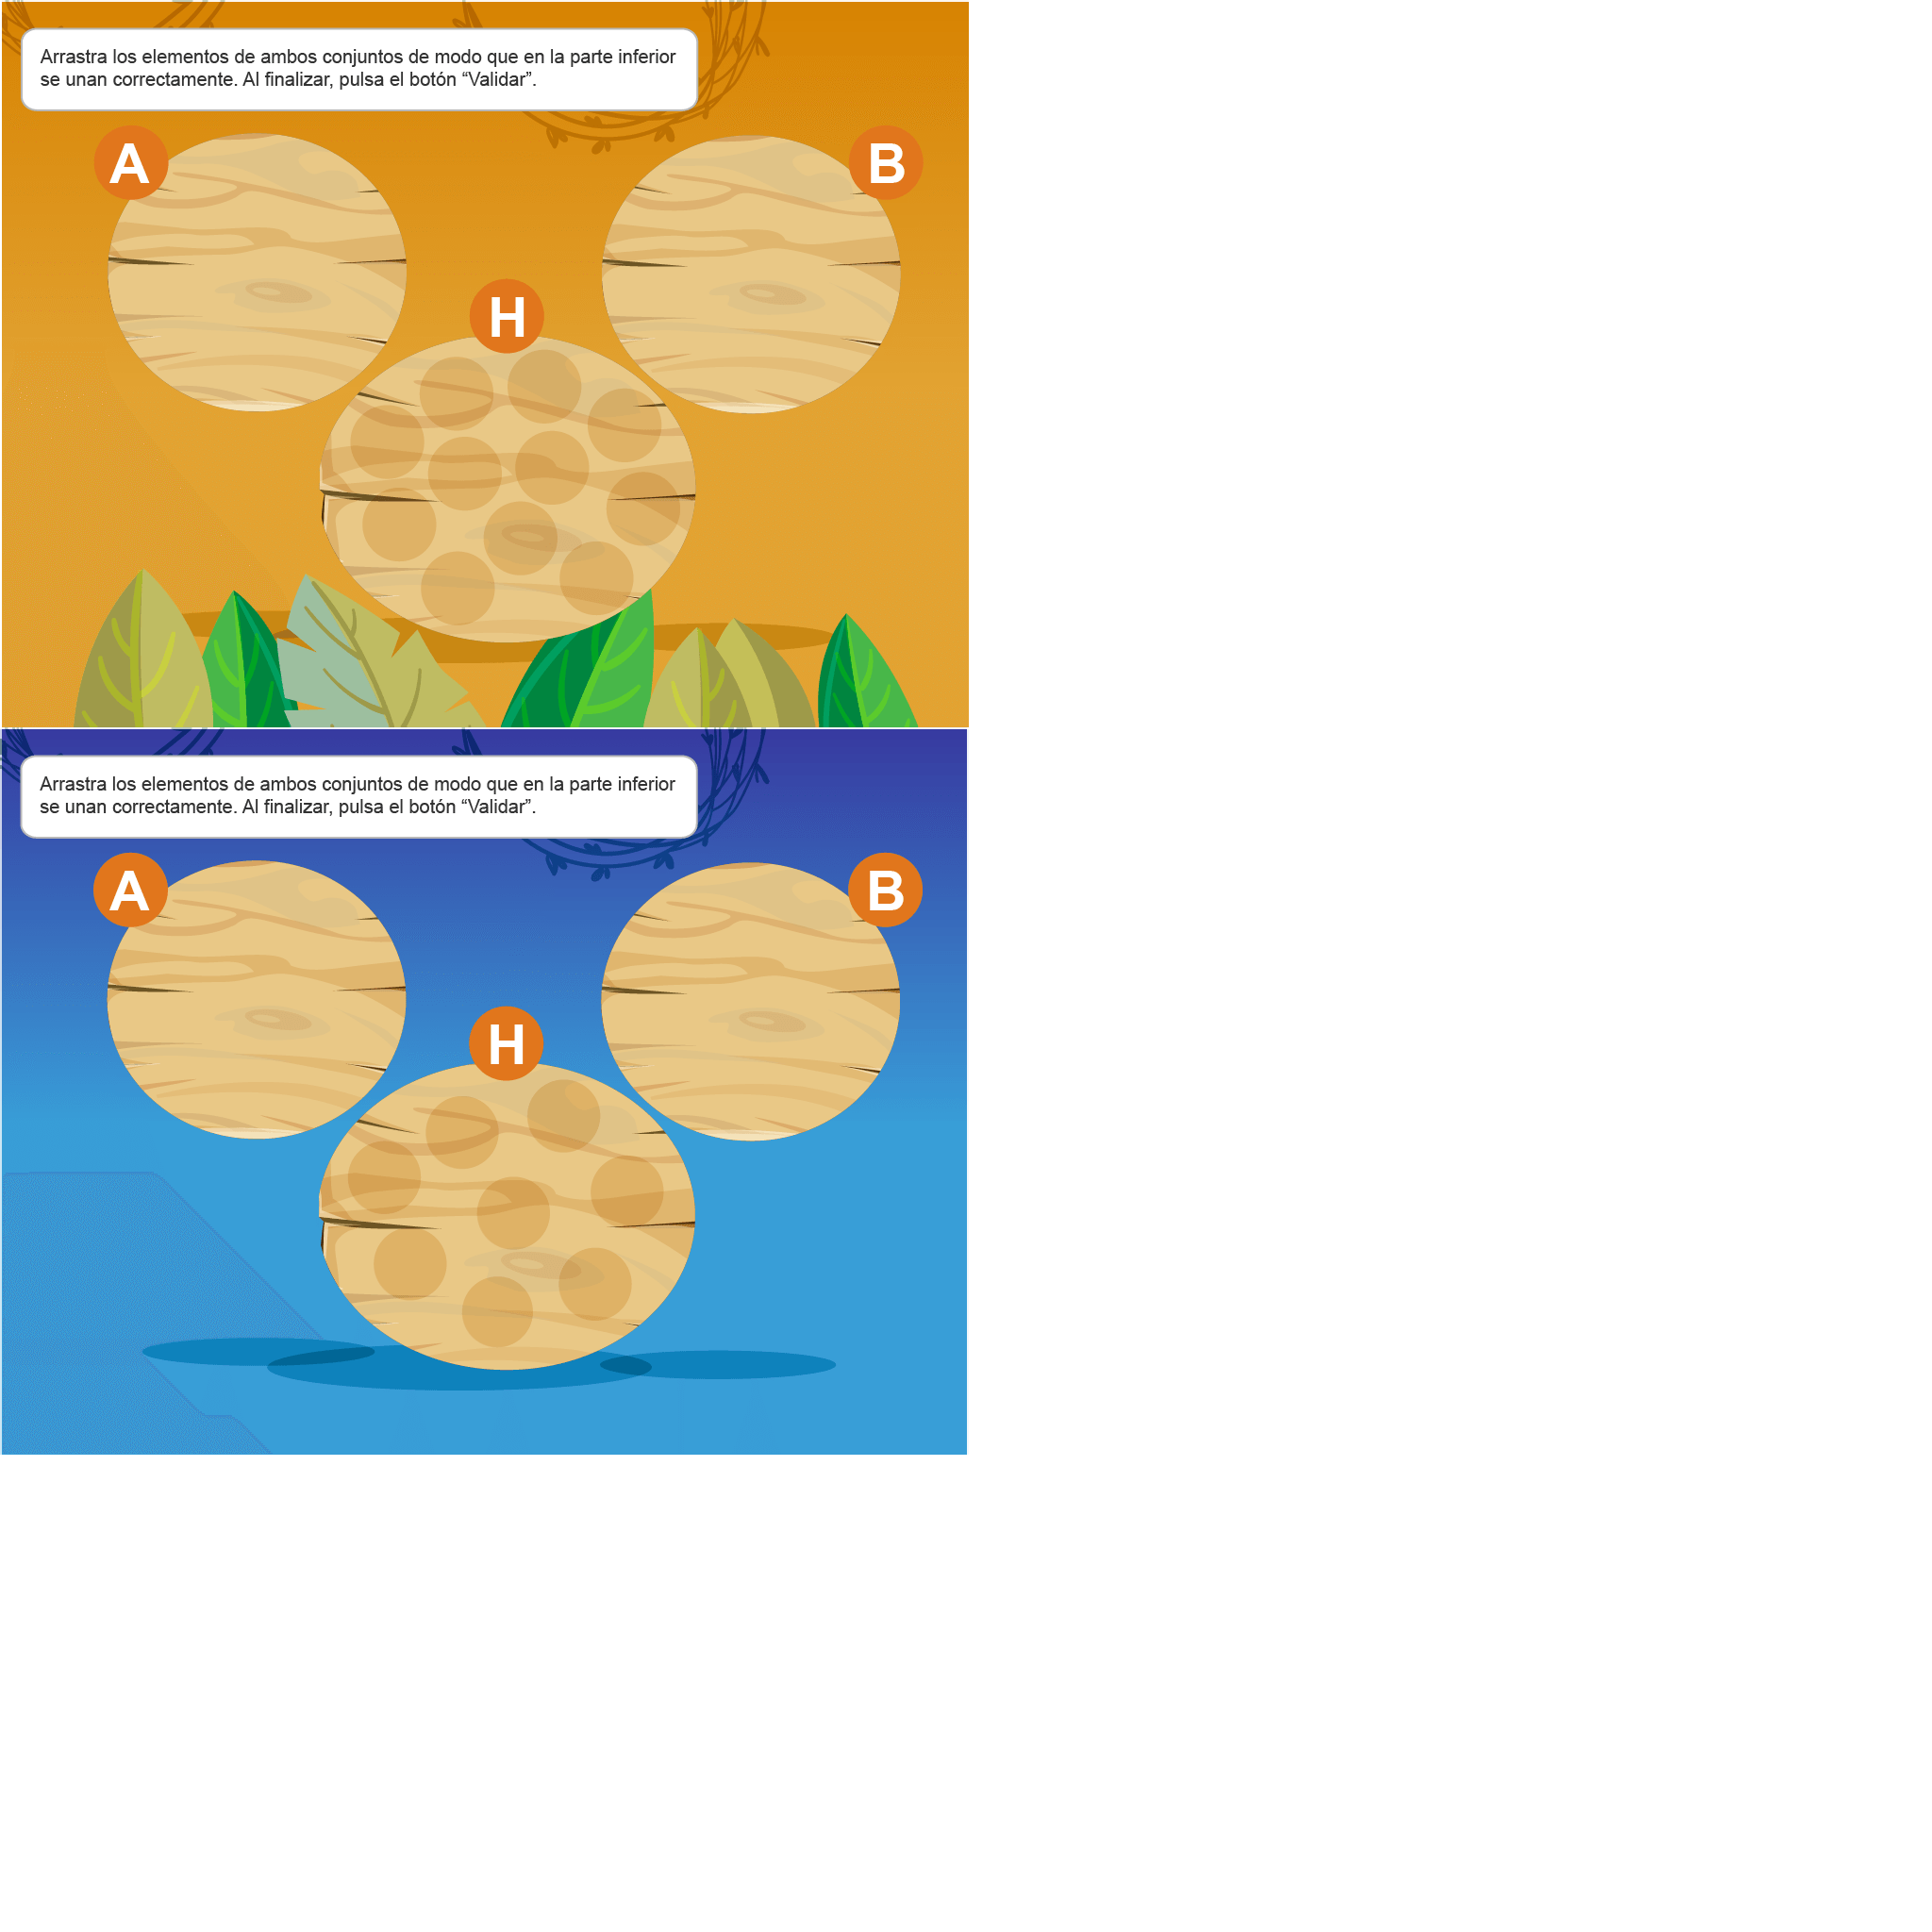 Arrastra los elementos de ambos conjuntos de modo que en la parte inferior
se unan correctamente. Al finalizar, pulsa el botón “Validar”.
A
B
H
Arrastra los elementos de ambos conjuntos de modo que en la parte inferior
se unan correctamente. Al finalizar, pulsa el botón “Validar”.
A
B
H